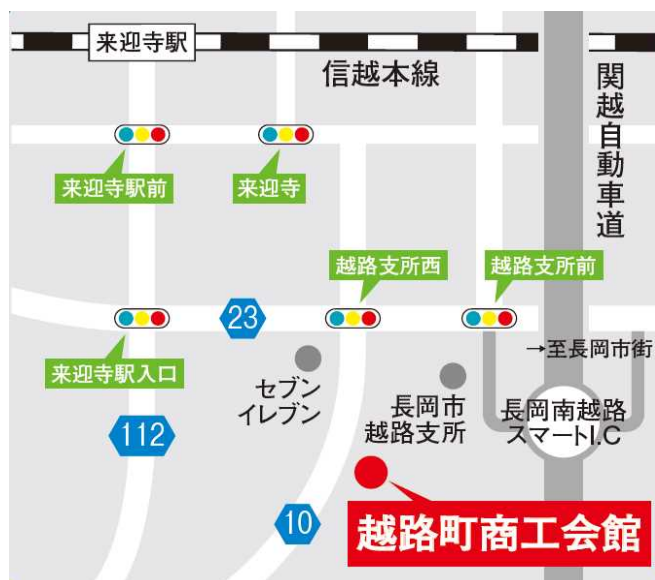 来迎寺駅
信越本線
関越自動車道
来迎寺駅前
来迎寺
越路支所西
越路支所前
23
→至長岡市街
来迎寺駅入口
セブン
イレブン
長岡市
越路支所
長岡南越路
スマートI.C
112
10
越路町商工会館